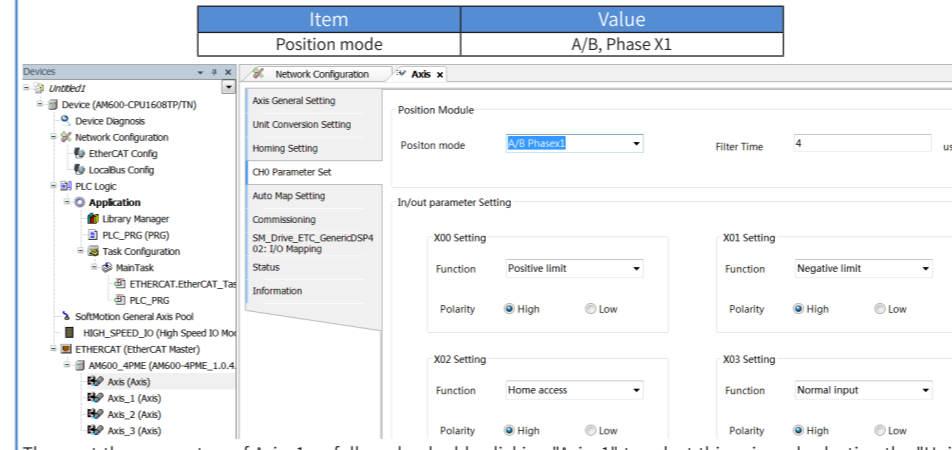 Item Value
Position mode A/B, Phase X1
Devices
Untitled1
Device (AM600-CPU1608TP/TN)
Device Diagnosis
Network Configuration
EtherCAT Config
LocalBus Config
PLC Logic
Application
Library Manager
PLC_PRG (PRG)
Task Configuration
MainTask
ETHERCAT.EtherCAT_Tas
PLC_PRG
SoftMotion General Axis Pool
HIGH_SPEED_IO (High Speed IO Mod
ETHERCAT (EtherCAT Master)
AM600_4PME (AM600-4PME_1.0.4.
Axis (Axis)
Axis_1 (Axis)
Axis_2 (Axis)
Axis_3 (Axis)
Network Configuration Axis x
Axis General Setting
Unit Conversion Setting
Homing Setting
CH0 Parameter Set
Auto Map Setting
Commissioning
SM_Drive_ETC_GenericDSP4
02: I/O Mapping
Status
Information
Position Module
Positon mode A/B Phasex1 Filter Time 4 us
In/out parameter Setting
X00 Setting X01 Setting
Function Positive limit Function Negative limit
Polarity High Low Polarity High Low
X02 Setting X03 Setting
Function Home access Function Normal input
Polarity High Low Polarity High Low